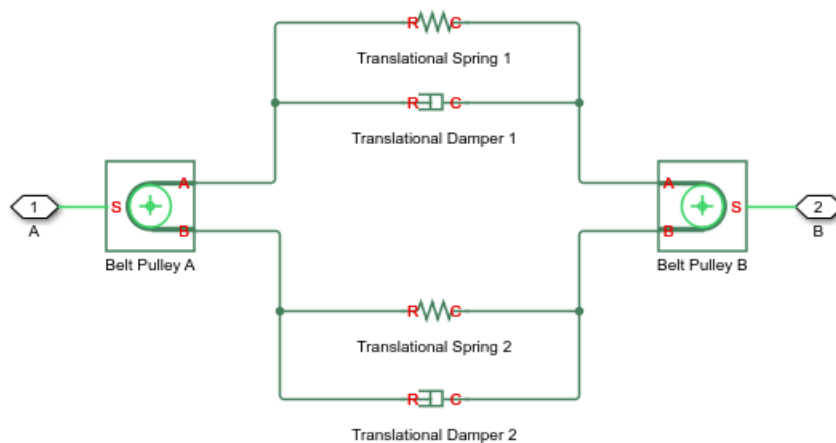 R C
Translational Spring 1
R C
Translational Damper 1
1
A
S
A
B
Belt Pulley A
A
B
S
Belt Pulley B
2
B
R C
Translational Spring 2
R C
Translational Damper 2